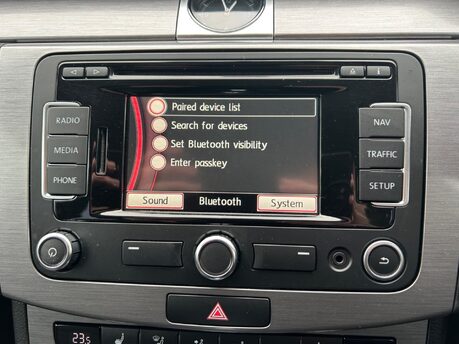 RADIO
MEDIA
PHONE
Paired device list
Search for devices
Set Bluetooth visibility
Enter passkey
Sound Bluetooth System
NAV
TRAFFIC
SETUP
23.5